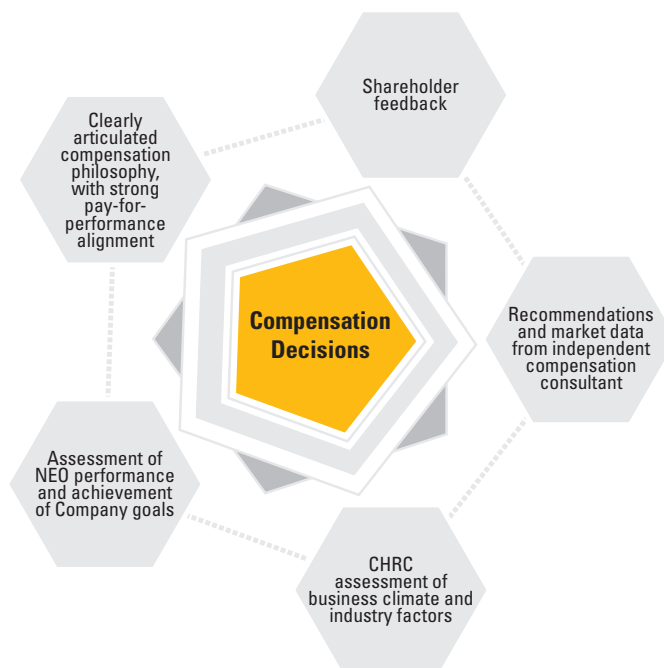 Shareholder
feedback
Clearly
articulated
compensation
philosophy,
with strong
pay-for-
performance
alignment
Compensation
Decisions
Recommendations
and market data
from independent
compensation
consultant
Assessment of
NEO performance
and achievement
of Company goals
CHRC
assessment of
business climate and
industry factors